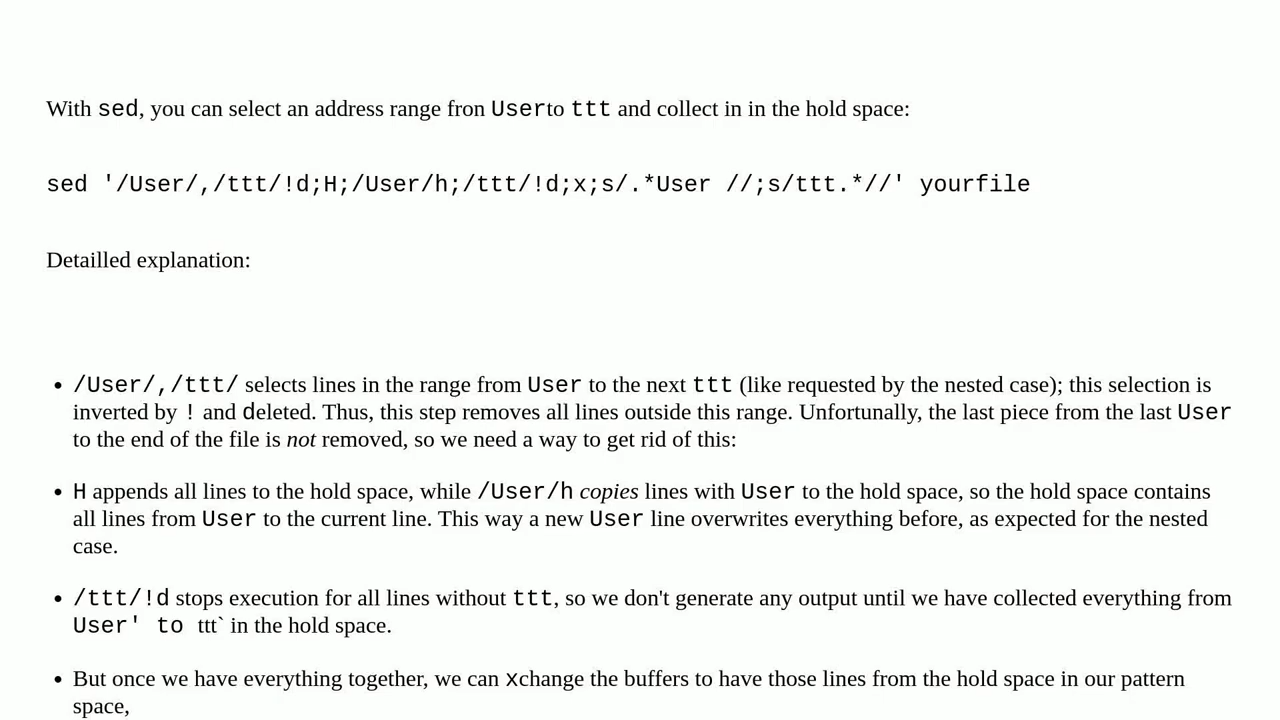 With sed, you can select an address range fron Userto ttt and collect in in the hold space:
sed '/User/,/ttt/!d;H;/User/h;/ttt/!d;x;s/.*User //;s/ttt.*//' yourfile
Detailled explanation:
• /User/,/ttt/ selects lines in the range from User to the next ttt (like requested by the nested case); this selection is
inverted by ! and deleted. Thus, this step removes all lines outside this range. Unfortunally, the last piece from the last User
to the end of the file is not removed, so we need a way to get rid of this:
• H appends all lines to the hold space, while /User/h copies lines with User to the hold space, so the hold space contains
all lines from User to the current line. This way a new User line overwrites everything before, as expected for the nested
case.
• /ttt/!d stops execution for all lines without ttt, so we don't generate any output until we have collected everything from
User' to ttt` in the hold space.
• But once we have everything together, we can xchange the buffers to have those lines from the hold space in our pattern
space,